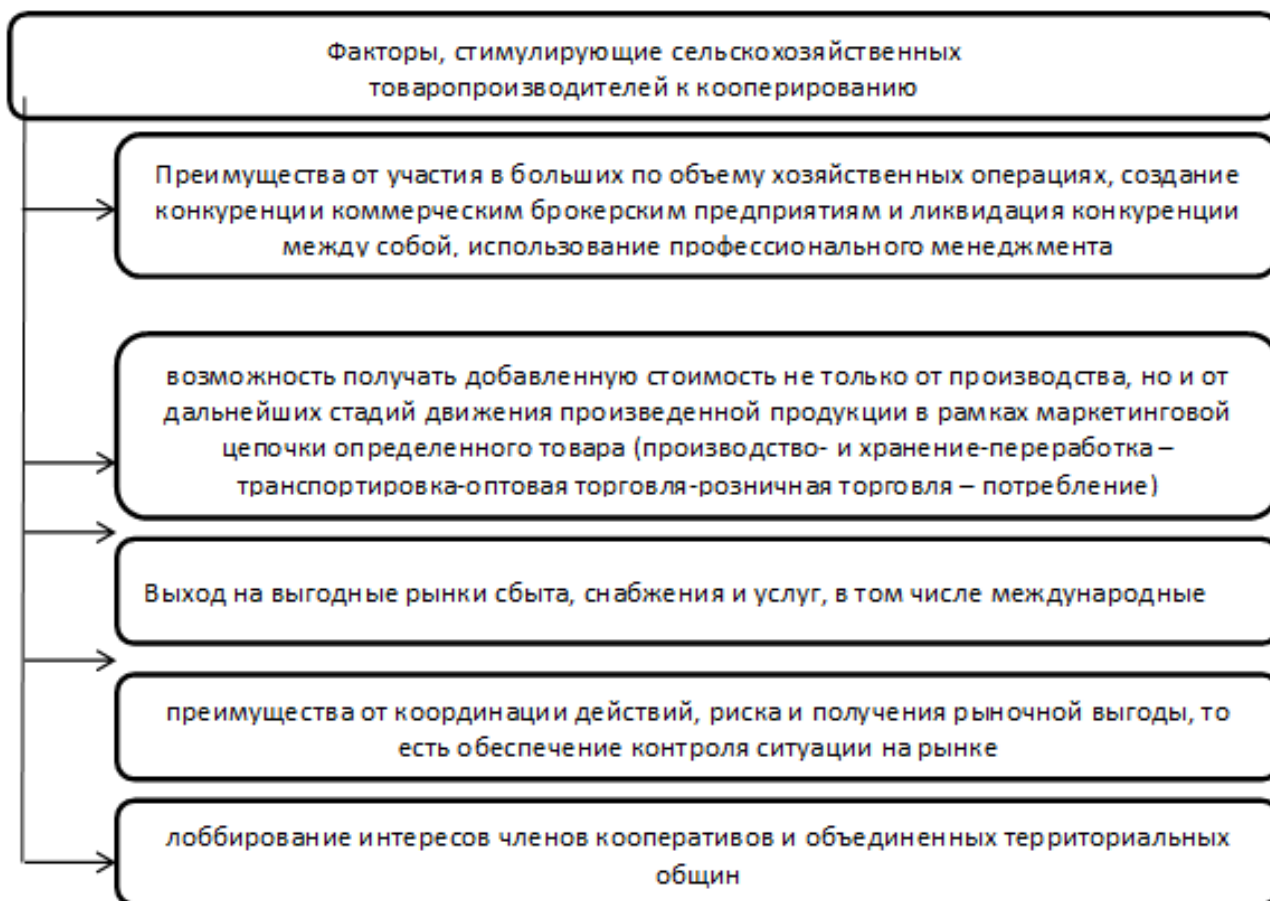 Факторы, стимулирующие сельскохозяйственных
товаропроизводителей к кооперированию
Преимущества от участия в больших по объему хозяйственных операциях, создание
конкуренции коммерческим брокерским предприятиям и ликвидация конкуренции
между собой, использование профессионального менеджмента
возможность получать добавленную стоимость не только от производства, но и от
дальнейших стадий движения произведенной продукции в рамках маркетинговой
цепочки определенного товара (производство- и хранение-переработка –
транспортировка-оптовая торговля-розничная торговля – потребление)
Выход на выгодные рынки сбыта, снабжения и услуг, в том числе международные
преимущества от координации действий, риска и получения рыночной выгоды, то
есть обеспечение контроля ситуации на рынке
лоббирование интересов членов кооперативов и объединенных территориальных
общин